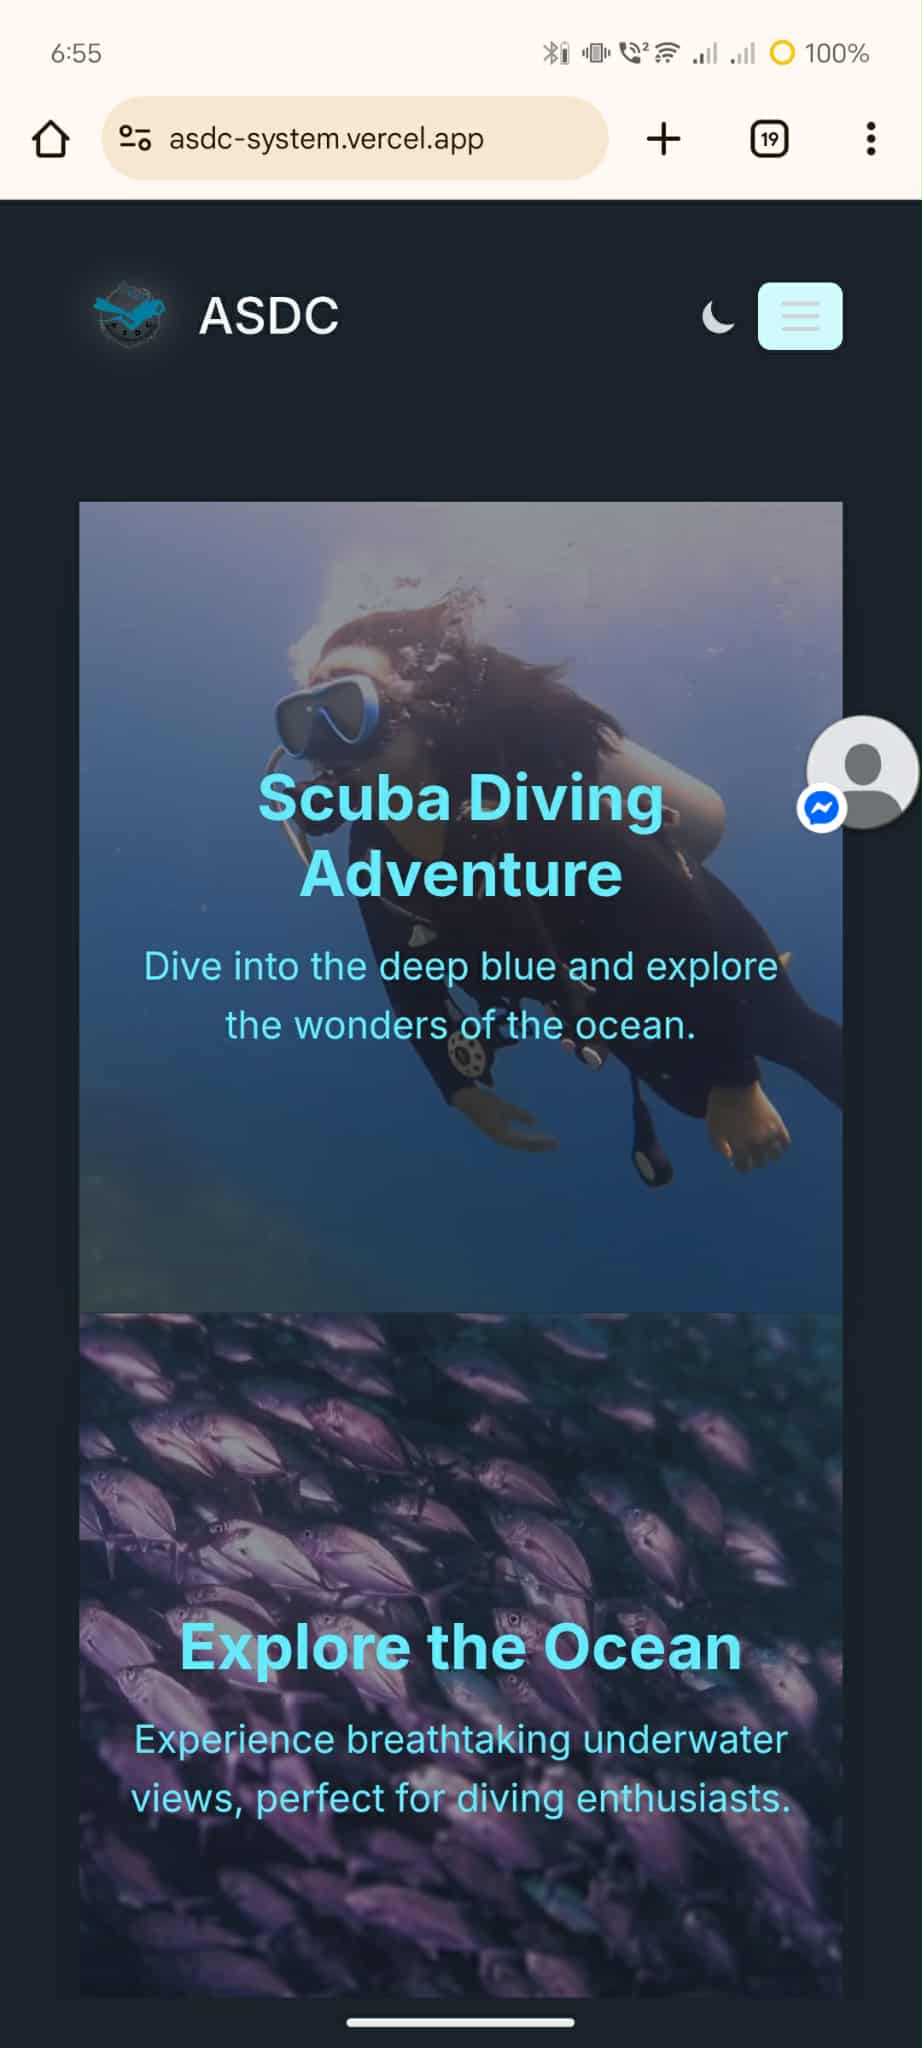 6:55
2
100%
asdc-system.vercel.app
19
ASDC
Scuba Diving
Adventure
Dive into the deep blue and explore
the wonders of the ocean.
Explore the Ocean
Experience breathtaking underwater
views, perfect for diving enthusiasts.